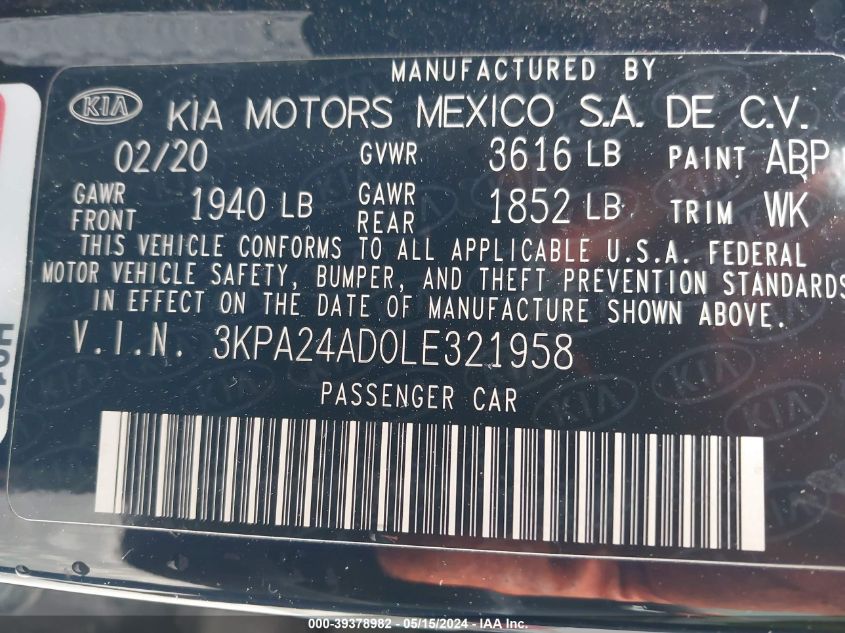 MANUFACTURED BY
KIA KIA MOTORS MEXICO S.A. DE C.V.
02/20 GVWR 3616 LB PAINT ABP
GAWR FRONT 1940 LB GAWR REAR 1852 LB TRIM WK
THIS VEHICLE CONFORMS TO ALL APPLICABLE U.S.A. FEDERAL
MOTOR VEHICLE SAFETY, BUMPER, AND THEFT PREVENTION STANDARDS
IN EFFECT ON THE DATE OF MANUFACTURE SHOWN ABOVE.
V.I.N. 3KPA24AD0LE321958
PASSENGER CAR
000-39378982 - 05/15/2024 - IAA Inc.